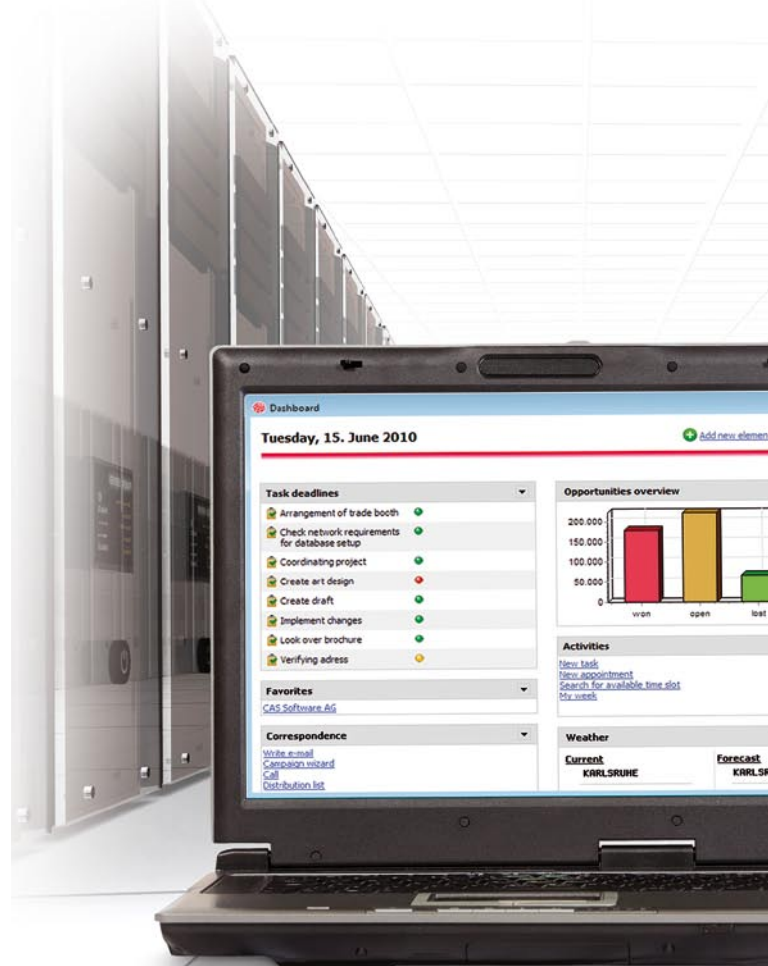 Dashboard
Tuesday, 15. June 2010
Add new elemen
Task deadlines
Arrangement of trade booth
Check network requirements
for database setup
Coordinating project
Create art design
Create draft
Implement changes
Look over brochure
Verifying adress
Favorites
CAS Software AG
Correspondence
Write e-mail
Campaign wizard
Call
Distribution list
Opportunities overview
200.000
150.000
100.000
50.000
0
won open lost
Activities
New task
New appointment
Search for available time slot
My week
Weather
Current Forecast
KARLSRUHE KARLSR